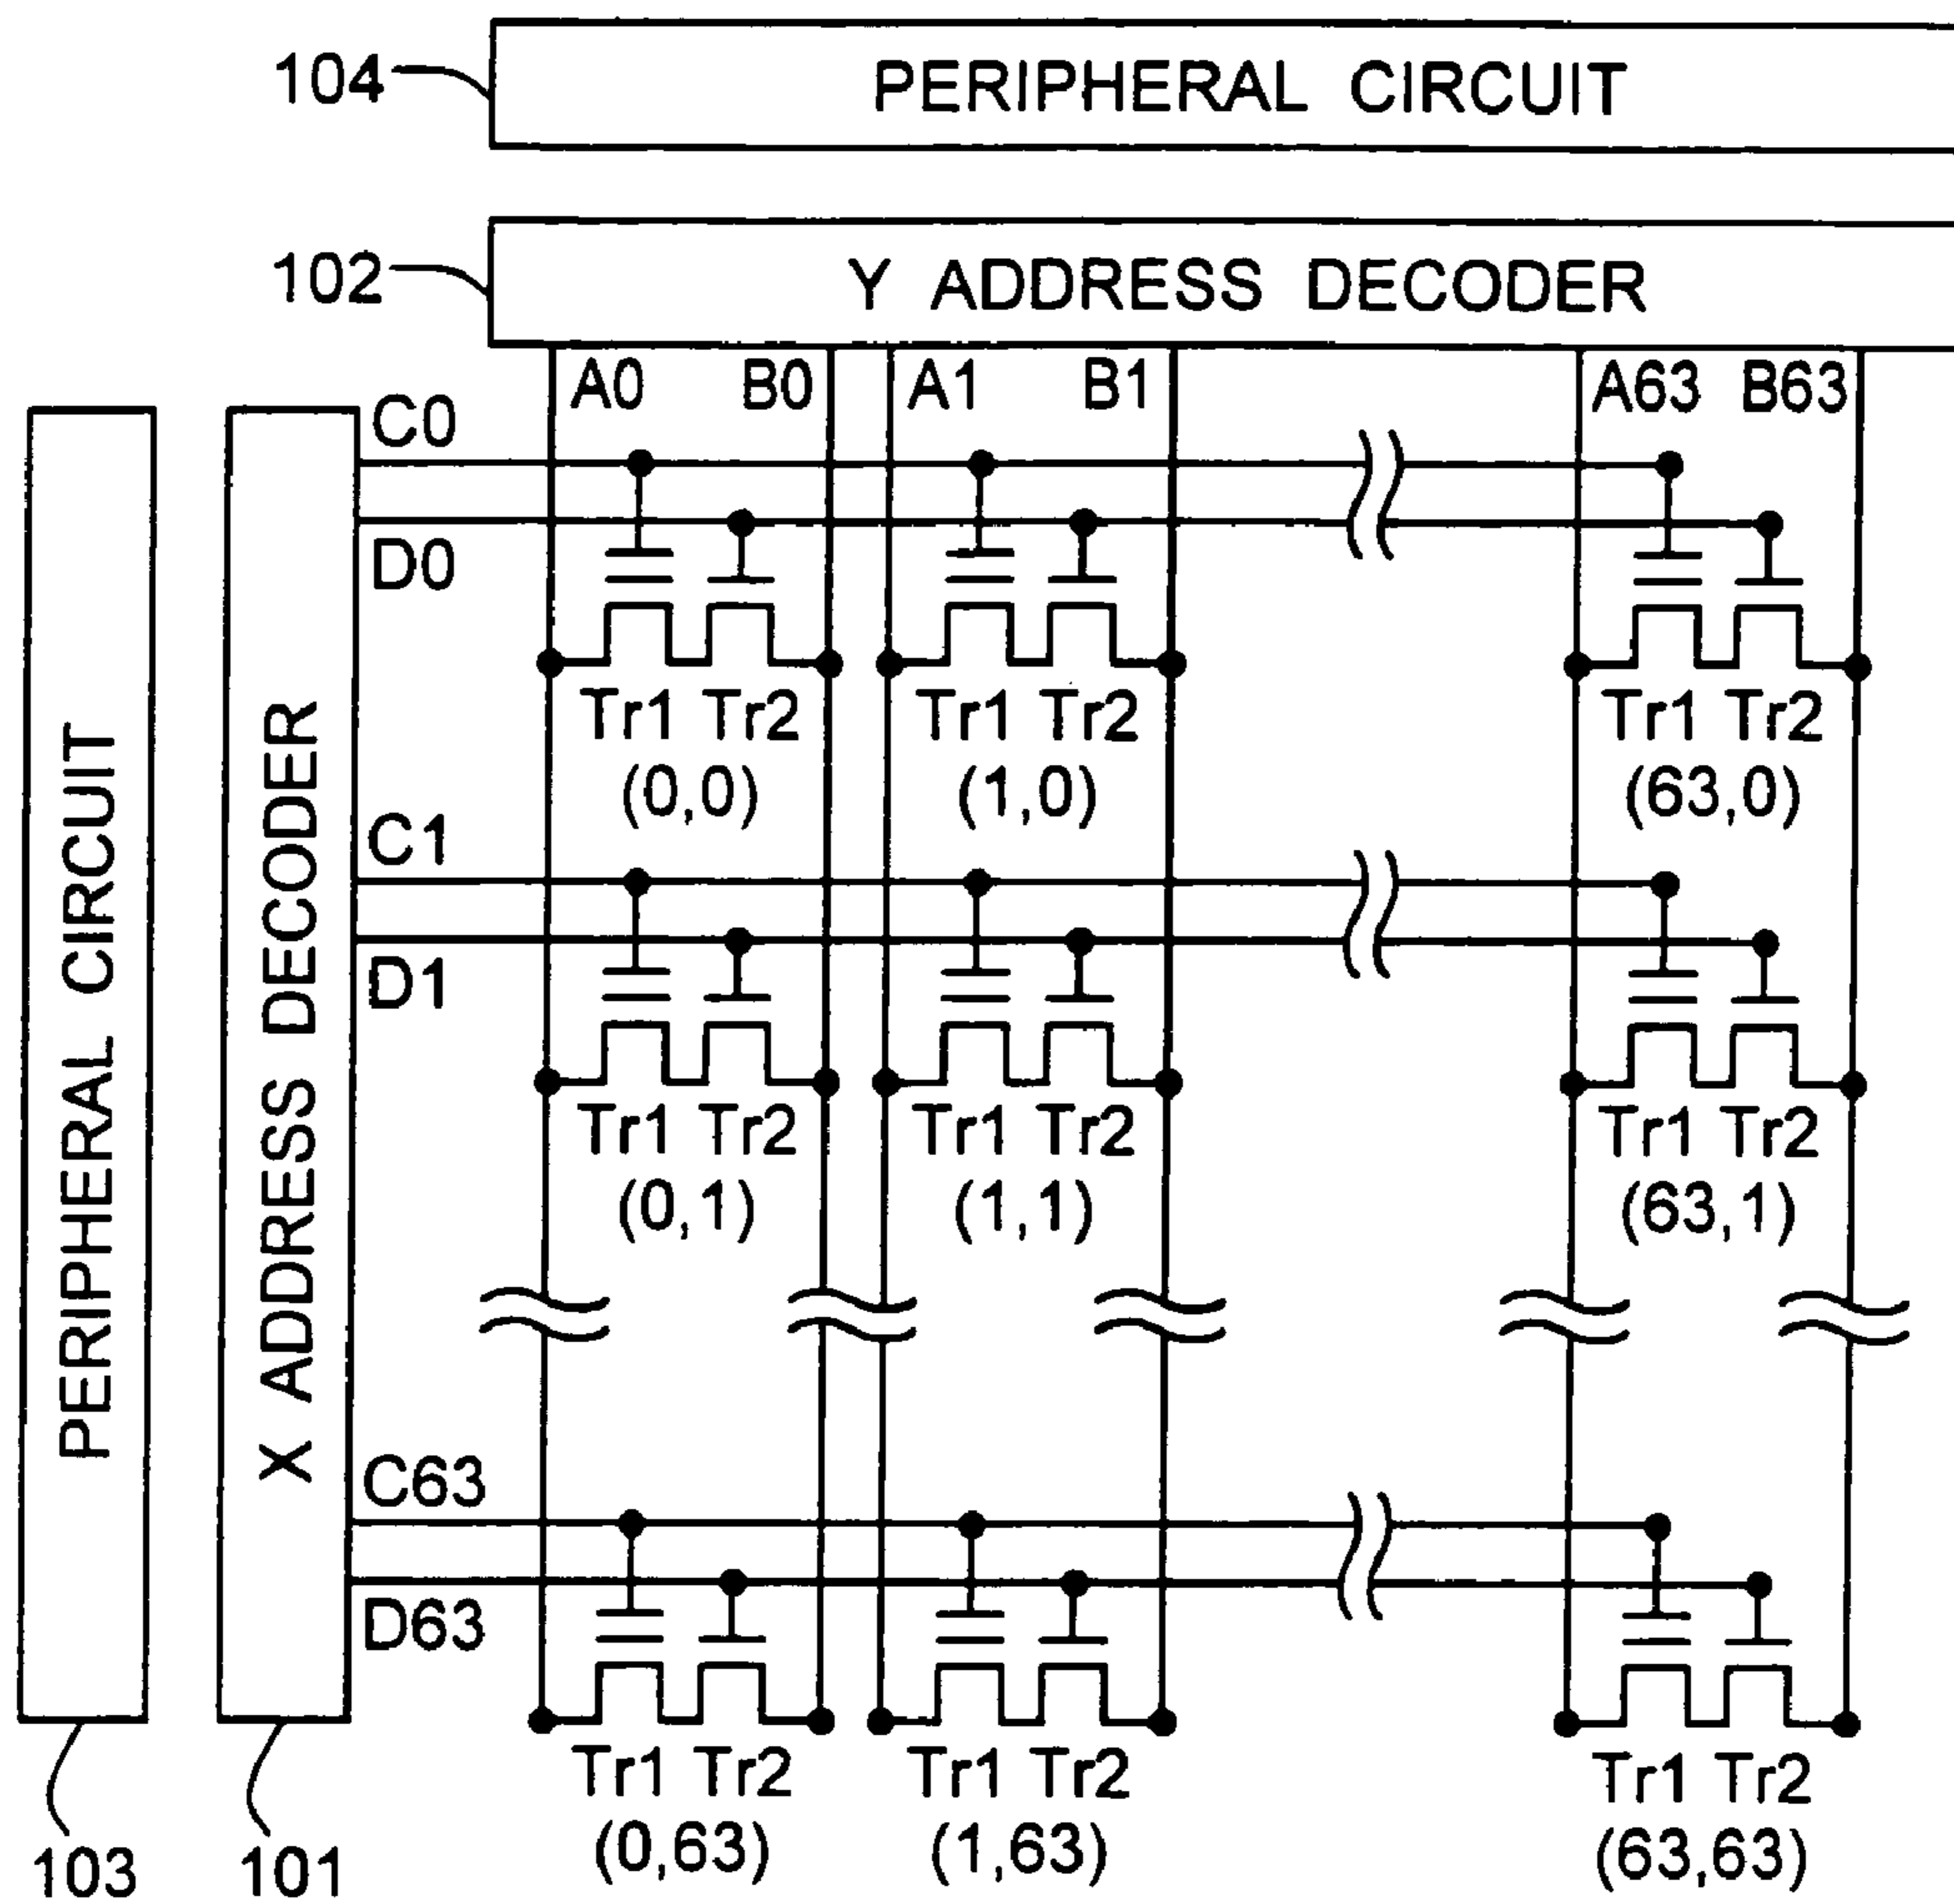 104 PERIPHERAL CIRCUIT
102 Y ADDRESS DECODER
A0 B0 A1 B1 A63 B63
C0
D0
Tr1 Tr2 Tr1 Tr2 Tr1 Tr2
(0,0) (1,0) (63,0)
C1
D1
Tr1 Tr2 Tr1 Tr2 Tr1 Tr2
(0,1) (1,1) (63,1)
PERIPHERAL CIRCUIT
X ADDRESS DECODER
C63
D63
Tr1 Tr2 Tr1 Tr2 Tr1 Tr2
(0,63) (1,63) (63,63)
103 101